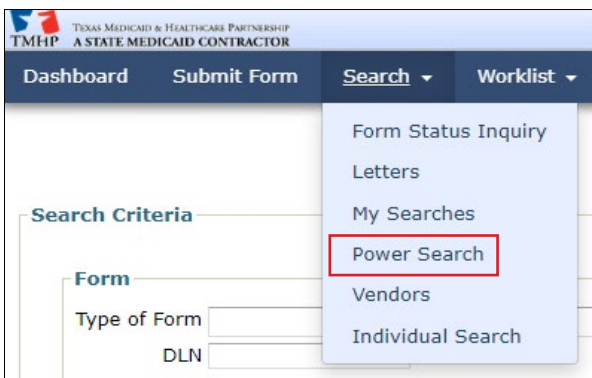 TEXAS MEDICAID & HEALTHCARE PARTNERSHIP
TMHP A STATE MEDICAID CONTRACTOR
Dashboard Submit Form Search Worklist
Form Status Inquiry
Letters
My Searches
Power Search
Vendors
Individual Search
Search Criteria
Form
Type of Form
DLN